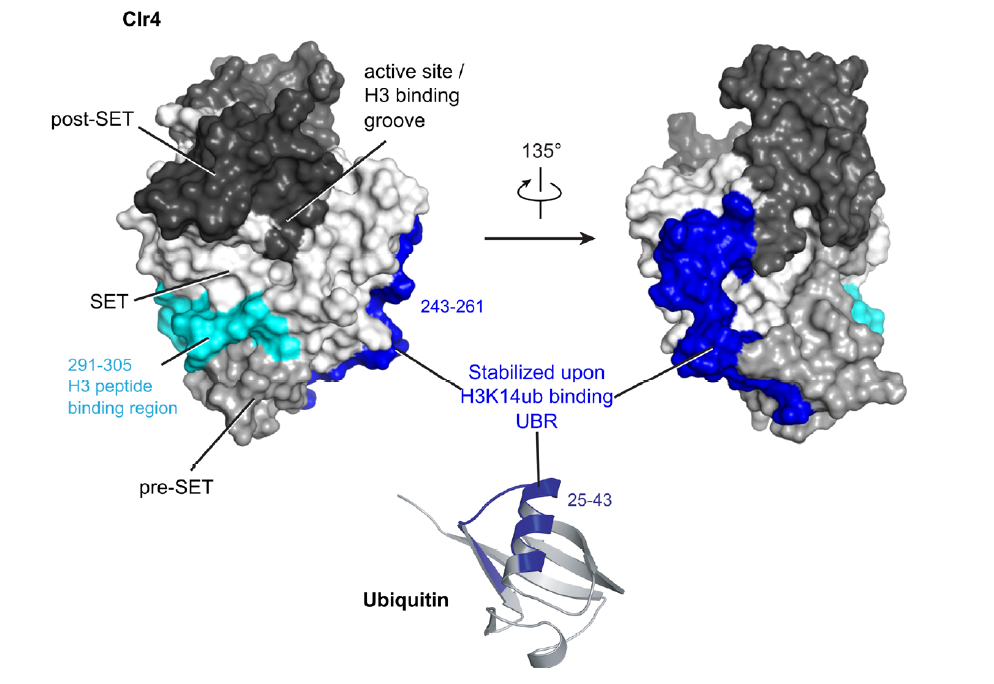 Clr4
active site /
H3 binding
groove
post-SET
135°
SET
243-261
291-305
H3 peptide
binding region
Stabilized upon
H3K14ub binding
UBR
pre-SET
25-43
Ubiquitin